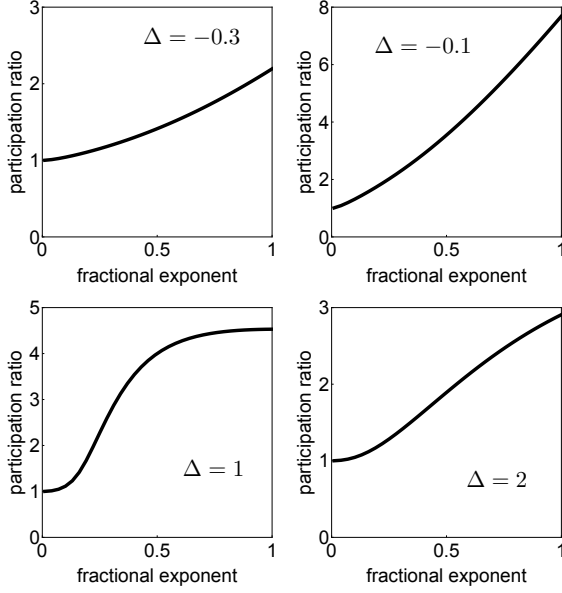 3
Δ = −0.3
2
1
0
0
0.5
1
participation ratio
fractional exponent
8
Δ = −0.1
6
4
2
0
0
0.5
1
participation ratio
fractional exponent
5
4
3
2
1
0
Δ = 1
0
0.5
1
participation ratio
fractional exponent
3
2
1
0
Δ = 2
0
0.5
1
participation ratio
fractional exponent